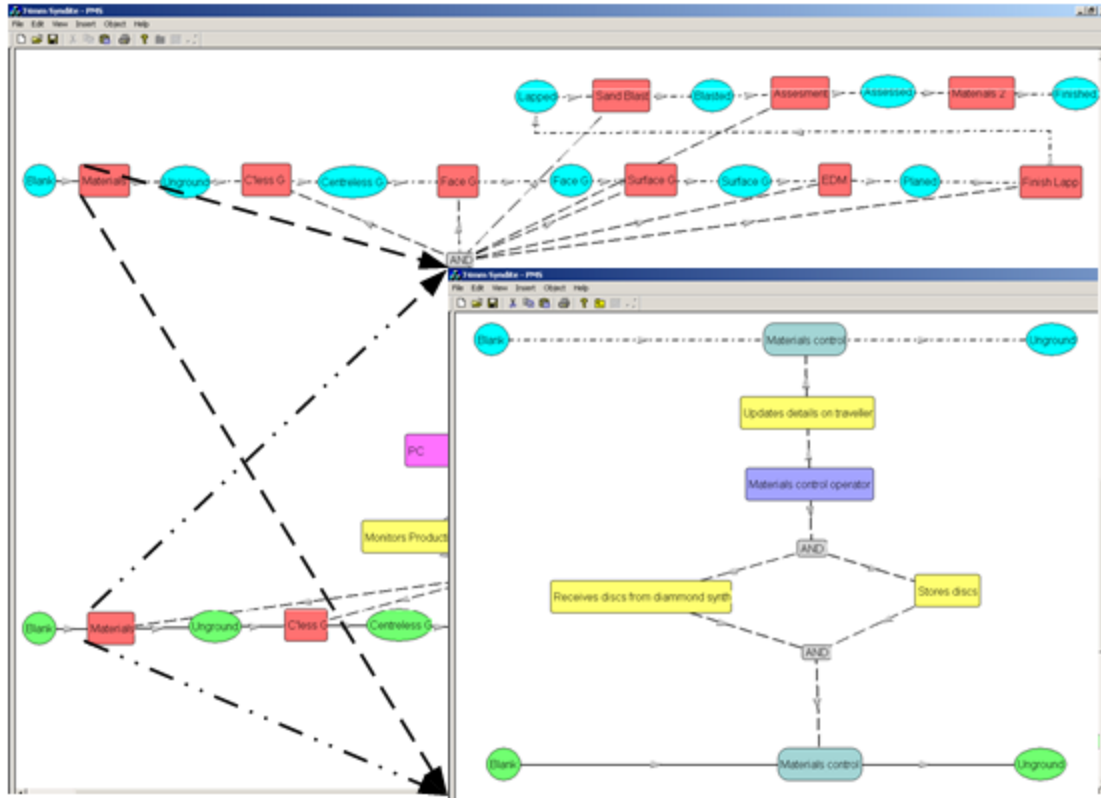 74mm Syndite - PMS
File Edit View Insert Object Help
Lapped Sand Blast Blasted Assesment Assessed Materials 2 Finished
Blank Materials Unground C'less G Centreless G Face G Face G Surface G Surface G EDM Planed Finish Lapp
AND
74mm Syndite - PMS
File Edit View Insert Object Help
Blank Materials control Unground
Updates details on traveller
PC
Materials control operator
Monitors Product
AND
Receives discs from diammond synth
Stores discs
Blank Materials Unground C'less G Centreless G
AND
Blank Materials control Unground